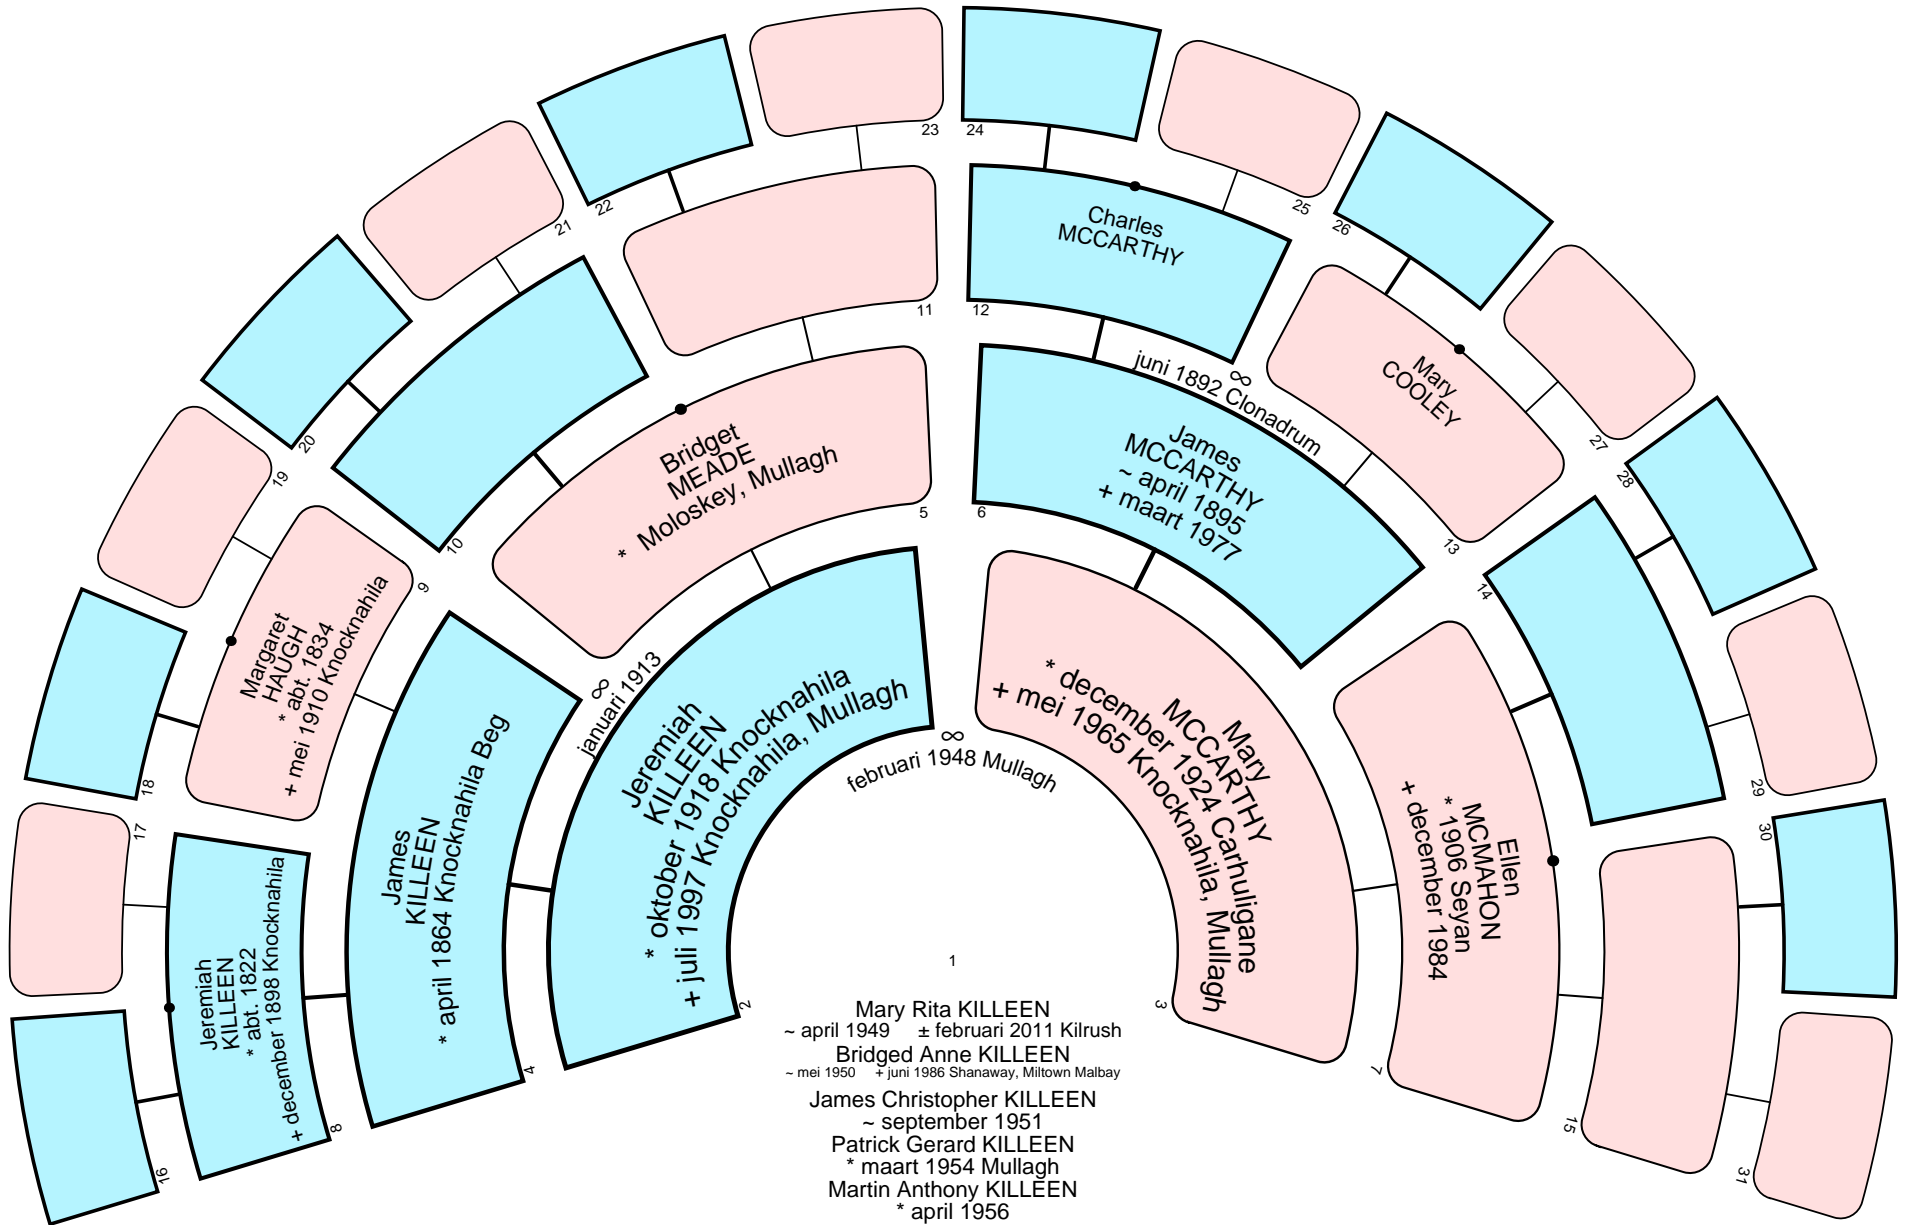 23
24
22
21
25
26
Charles
MCCARTHY
11
12
20
19
27
28
Mary
COOLEY
∞
juni 1892 Clonadrum
10
9
13
14
Bridget
MEADE
* Moloskey, Mullagh
5
6
James
MCCARTHY
~ april 1895
+ maart 1977
Margaret
HAUGH
* abt. 1834
+ mei 1910 Knocknahila
18
17
29
30
∞
januari 1913
James
KILLEEN
* april 1864 Knocknahila Beg
Jeremiah
KILLEEN
* oktober 1918 Knocknahila
+ juli 1997 Knocknahila, Mullagh
∞
februari 1948 Mullagh
Mary
MCCARTHY
* december 1924 Carhuligane
+ mei 1965 Knocknahila, Mullagh
Ellen
MCMAHON
* 1906 Seyan
+ december 1984
Jeremiah
KILLEEN
* abt. 1822
+ december 1898 Knocknahila
16
8
4
2
1
3
7
15
31
Mary Rita KILLEEN
~ april 1949 ± februari 2011 Kilrush
Bridged Anne KILLEEN
~ mei 1950 + juni 1986 Shanaway, Miltown Malbay
James Christopher KILLEEN
~ september 1951
Patrick Gerard KILLEEN
* maart 1954 Mullagh
Martin Anthony KILLEEN
* april 1956